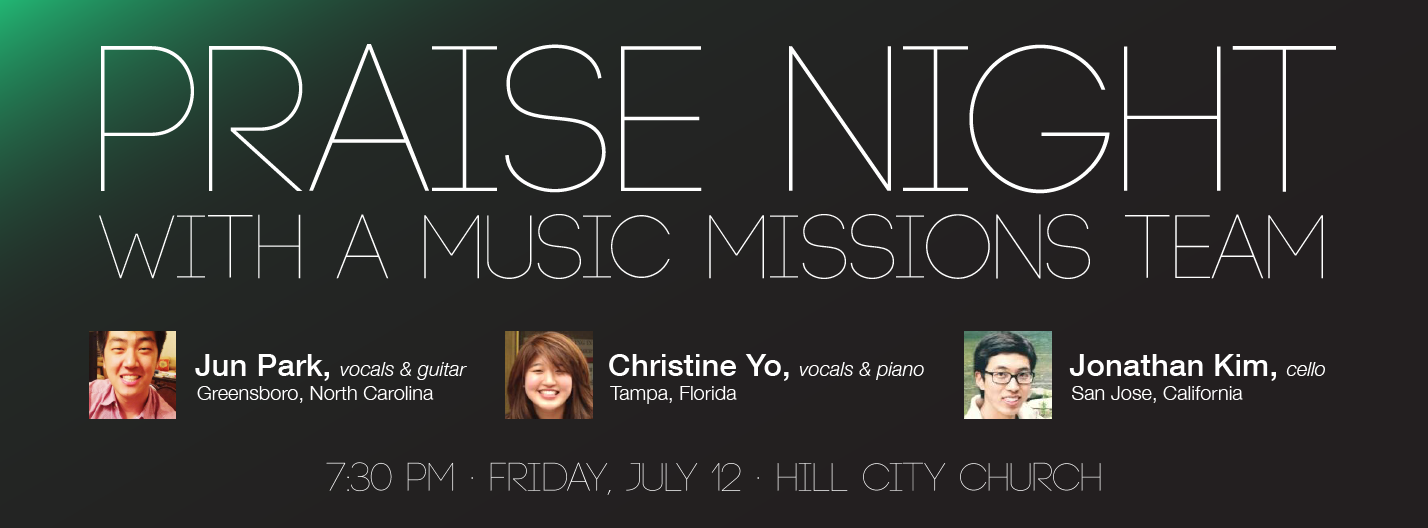 PRAISE NIGHT
WITH A MUSIC MISSIONS TEAM
Jun Park, vocals & guitar
Greensboro, North Carolina
Christine Yo, vocals & piano
Tampa, Florida
Jonathan Kim, cello
San Jose, California
7:30 PM · FRIDAY, JULY 12 · HILL CITY CHURCH